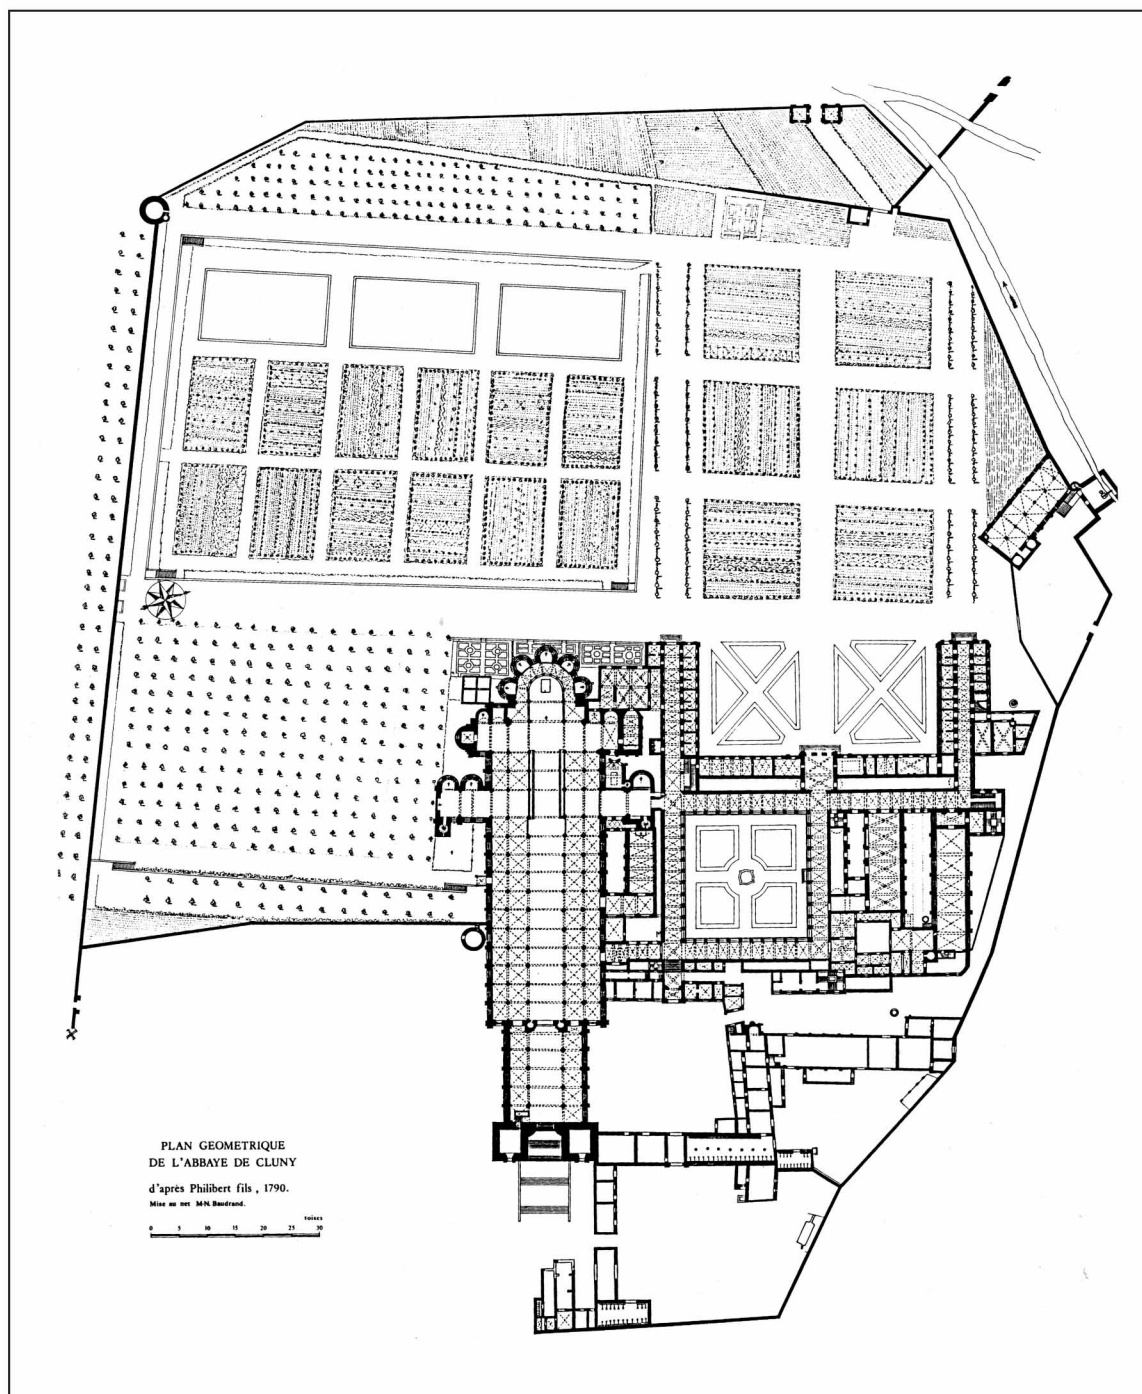 PLAN GEOMETRIQUE
DE L'ABBAYE DE CLUNY
d'après Philibert fils , 1790.
Mise au net M-N. Baudrand.
toises
0 5 10 15 20 25 30